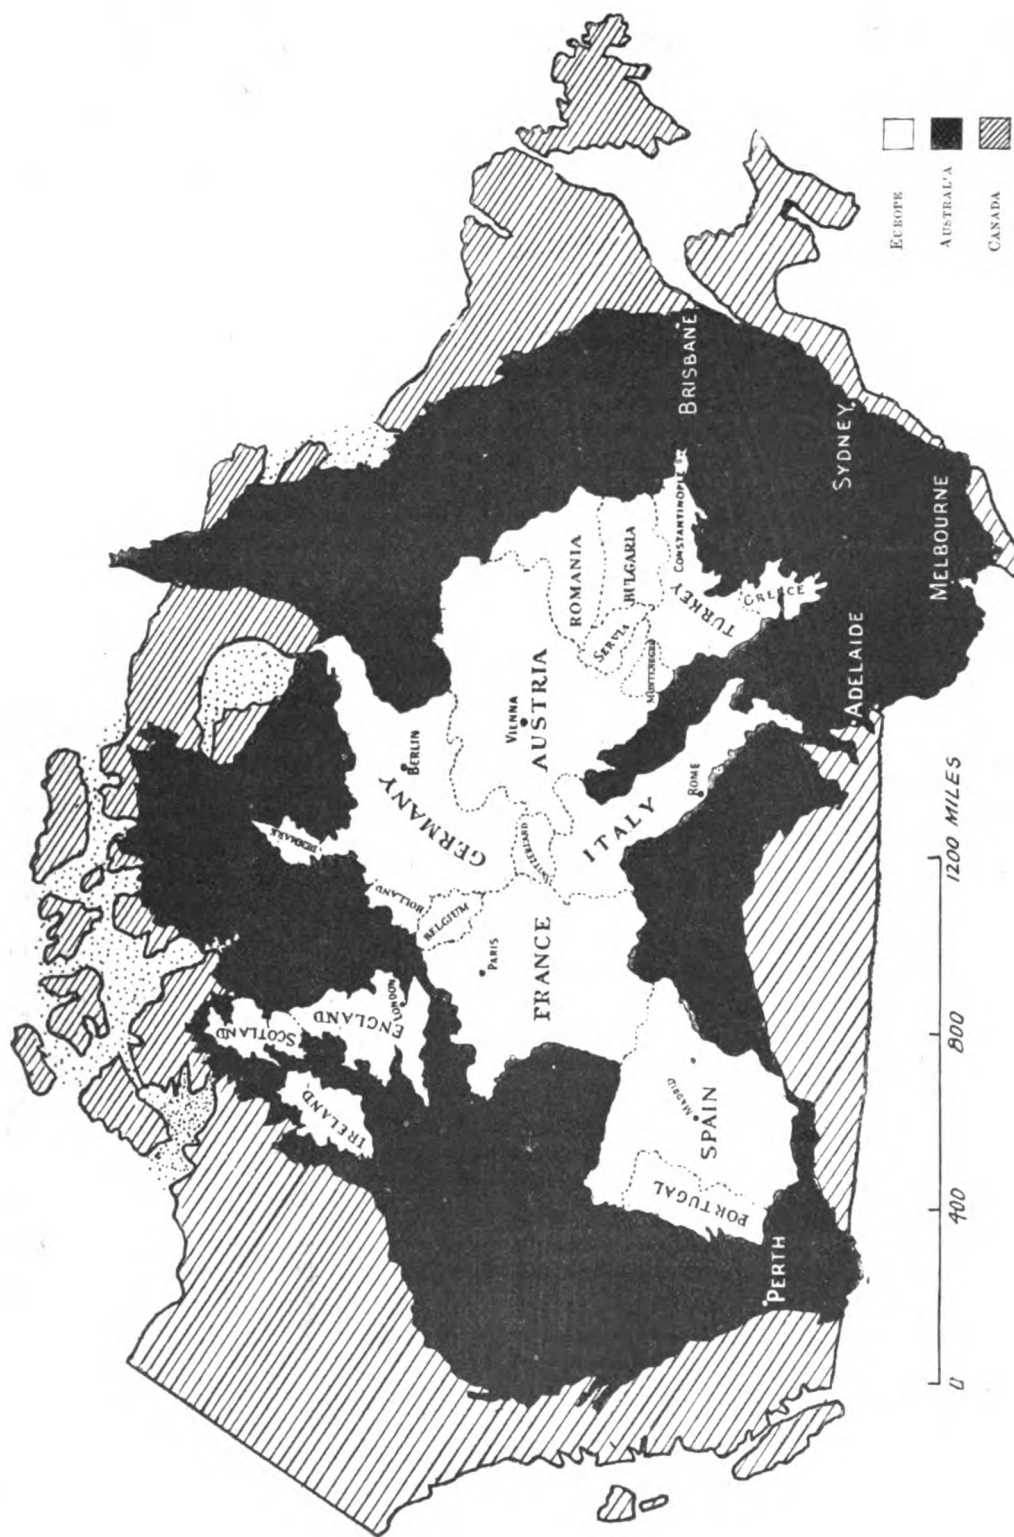 IRELAND
SCOTLAND
ENGLAND
LONDON
DENMARK
HOLLAND
BELGIUM
GERMANY
BERLIN
PARIS
FRANCE
SWITZERLAND
VIENNA
AUSTRIA
ROMANIA
SERVIA
BULGARIA
MONTENEGRO
TURKEY
CONSTANTINOPLE
GREECE
ITALY
ROME
PORTUGAL
SPAIN
MADRID
PERTH
ADELAIDE
MELBOURNE
SYDNEY
BRISBANE
0 400 800 1200 MILES
EUROPE
AUSTRAL'A
CANADA